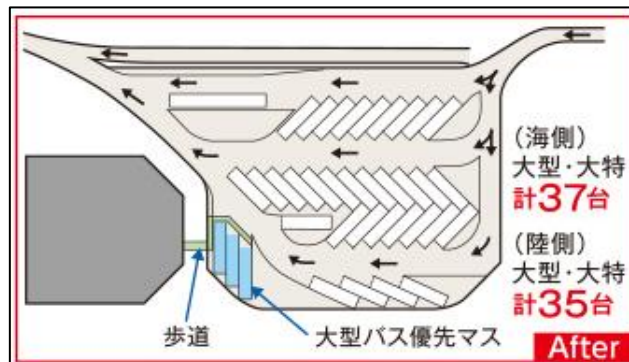 (海側)
大型・大特
計37台
(陸側)
大型・大特
計35台
歩道
大型バス優先マス
After